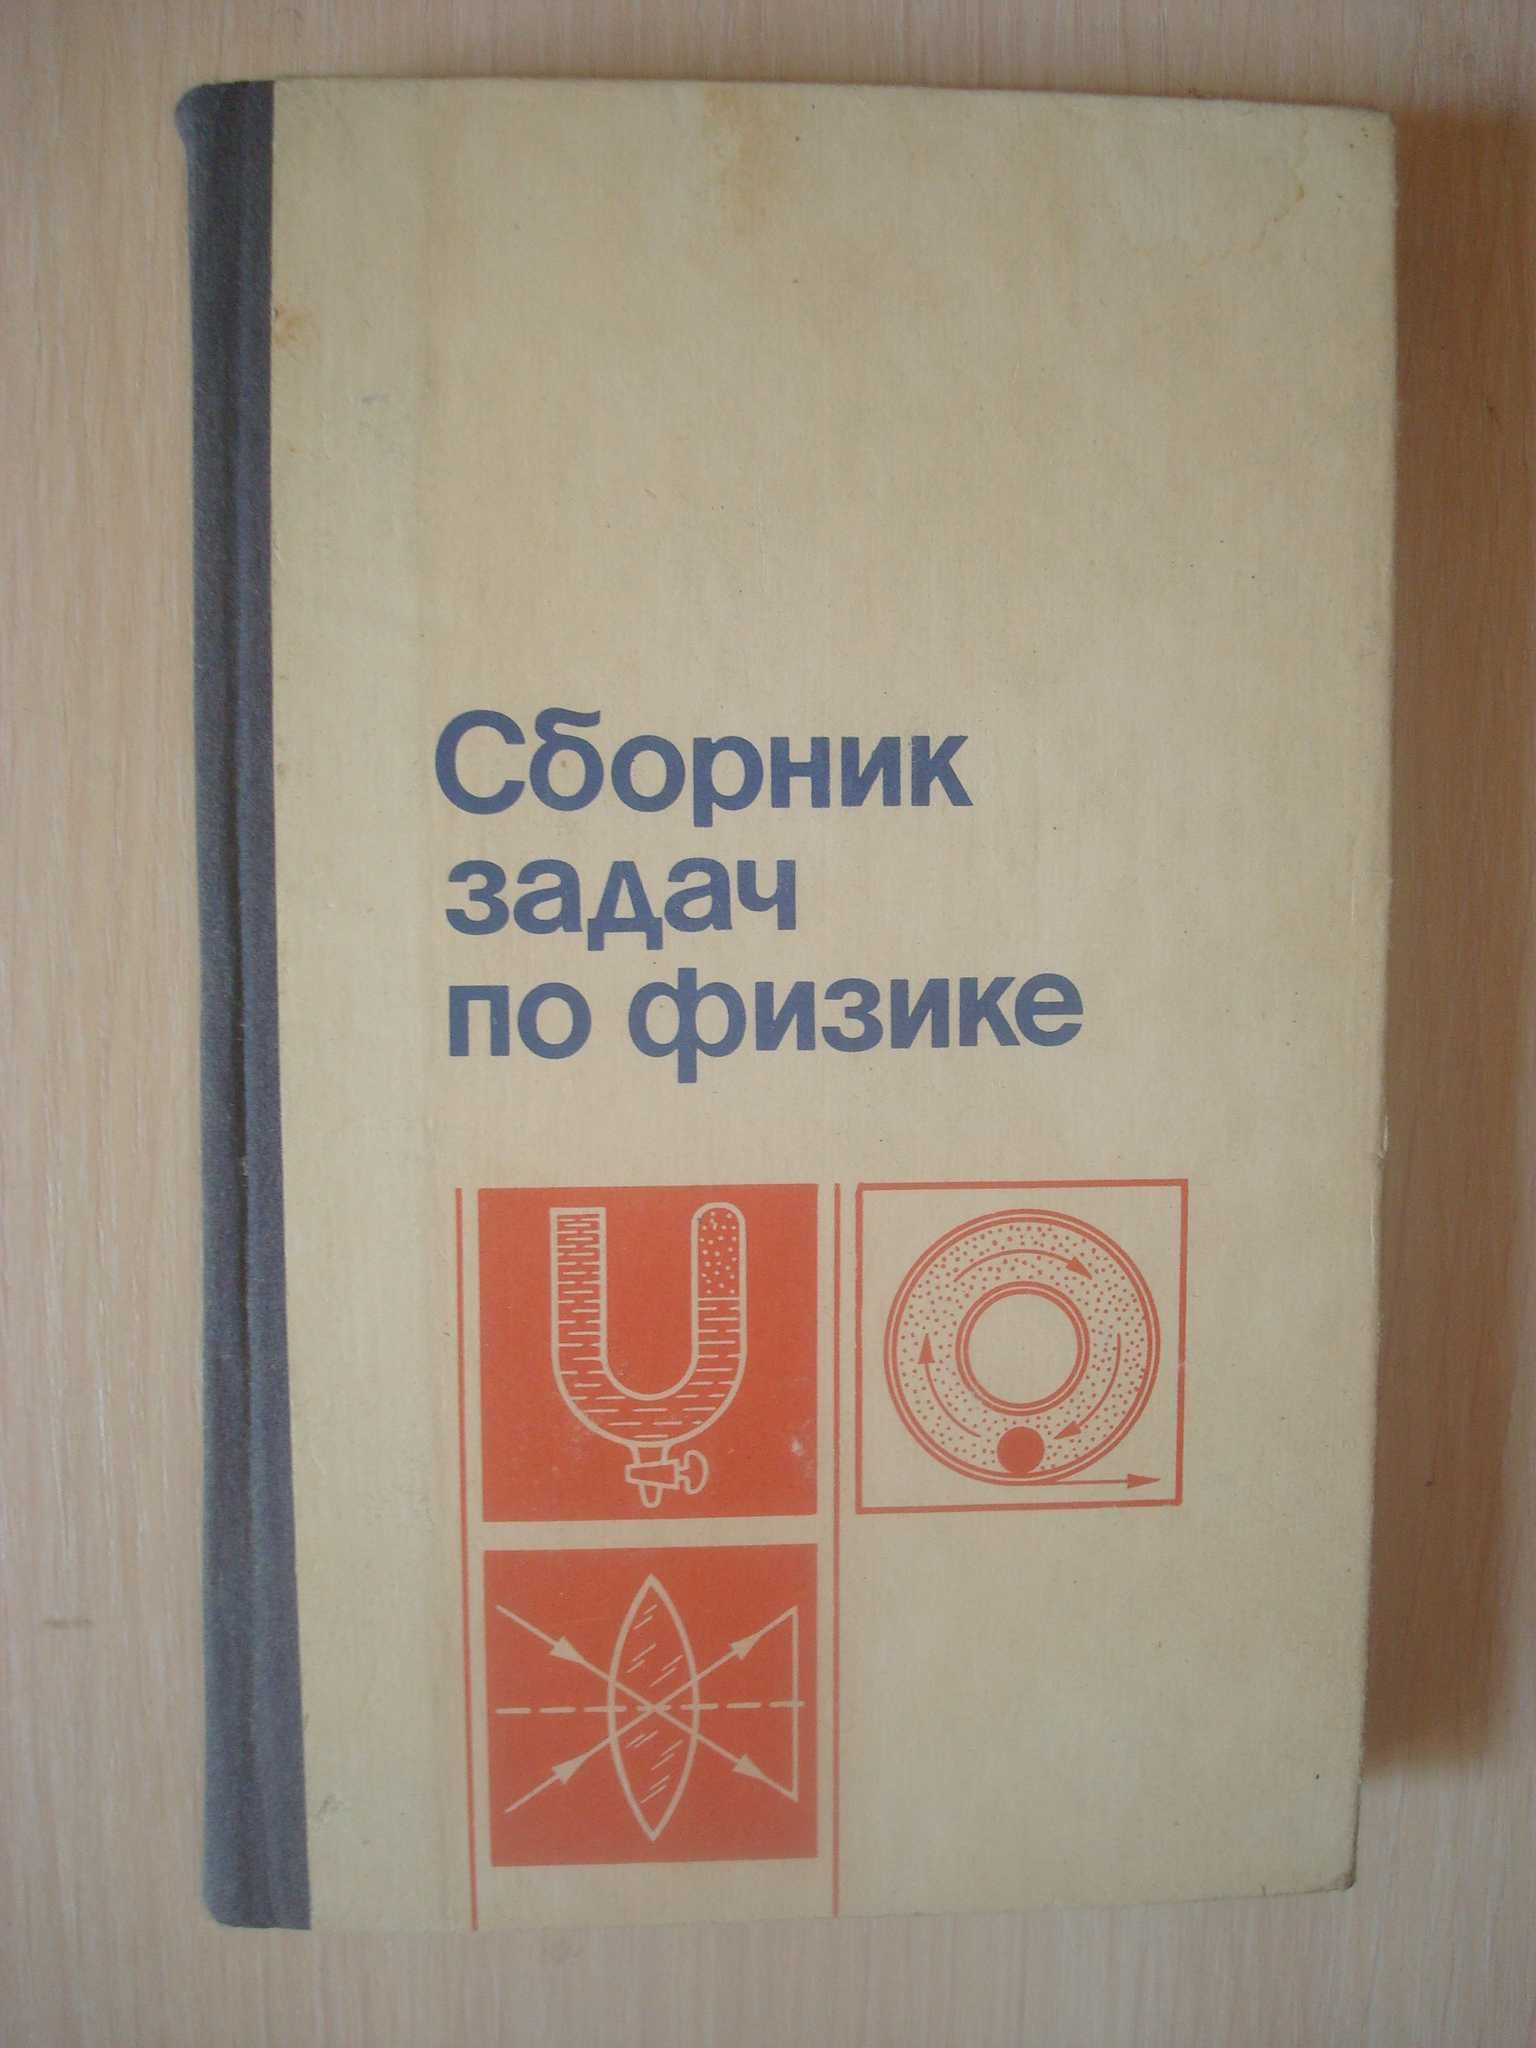 Сборник
задач
по физике